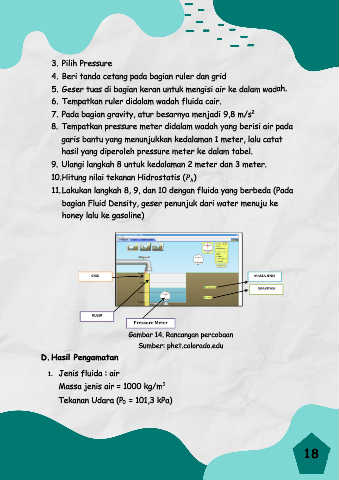 3. Pilih Pressure
4. Beri tanda cetang pada bagian ruler dan grid
5. Geser tuas di bagian keran untuk mengisi air ke dalam wadah.
6. Tempatkan ruler didalam wadah fluida cair.
7. Pada bagian gravity, atur besarnya menjadi 9,8 m/s²
8. Tempatkan pressure meter didalam wadah yang berisi air pada
garis bantu yang menunjukkan kedalaman 1 meter, lalu catat
hasil yang diperoleh pressure meter ke dalam tabel.
9. Ulangi langkah 8 untuk kedalaman 2 meter dan 3 meter.
10.Hitung nilai tekanan Hidrostatis (Pₕ)
11.Lakukan langkah 8, 9, dan 10 dengan fluida yang berbeda (Pada
bagian Fluid Density, geser penunjuk dari water menuju ke
honey lalu ke gasoline)
GRID
MASSA JENIS
GRAVITASI
RULER
Pressure Meter
Gambar 14. Rancangan percobaan
Sumber: phet.colorado.edu
D. Hasil Pengamatan
1. Jenis fluida : air
Massa jenis air = 1000 kg/m³
Tekanan Udara (P₀ = 101,3 kPa)
18